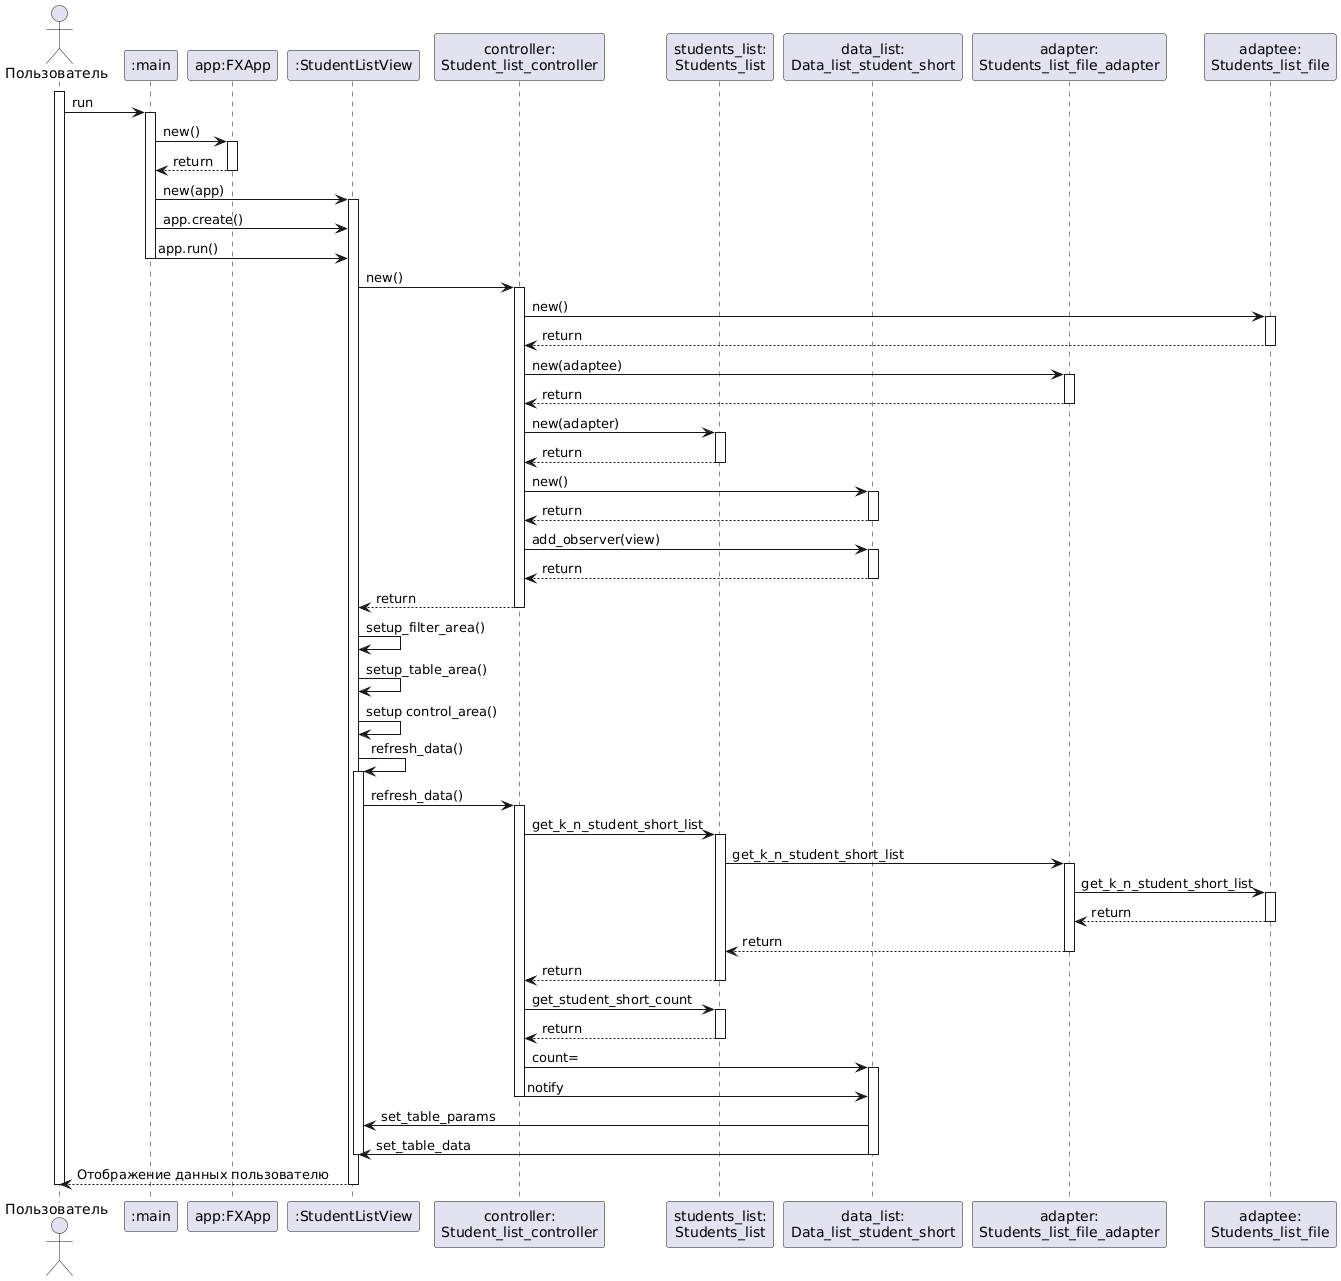 Пользователь
:main
app:FXApp
:StudentListView
controller:
Student_list_controller
students_list:
Students_list
data_list:
Data_list_student_short
adapter:
Students_list_file_adapter
adaptee:
Students_list_file
run
new()
return
new(app)
app.create()
app.run()
new()
new()
return
new(adaptee)
return
new(adapter)
return
new()
return
add_observer(view)
return
return
setup_filter_area()
setup_table_area()
setup control_area()
refresh_data()
refresh_data()
get_k_n_student_short_list
get_k_n_student_short_list
get_k_n_student_short_list
return
return
return
get_student_short_count
return
count=
notify
set_table_params
set_table_data
Отображение данных пользователю
Пользователь
:main
app:FXApp
:StudentListView
controller:
Student_list_controller
students_list:
Students_list
data_list:
Data_list_student_short
adapter:
Students_list_file_adapter
adaptee:
Students_list_file